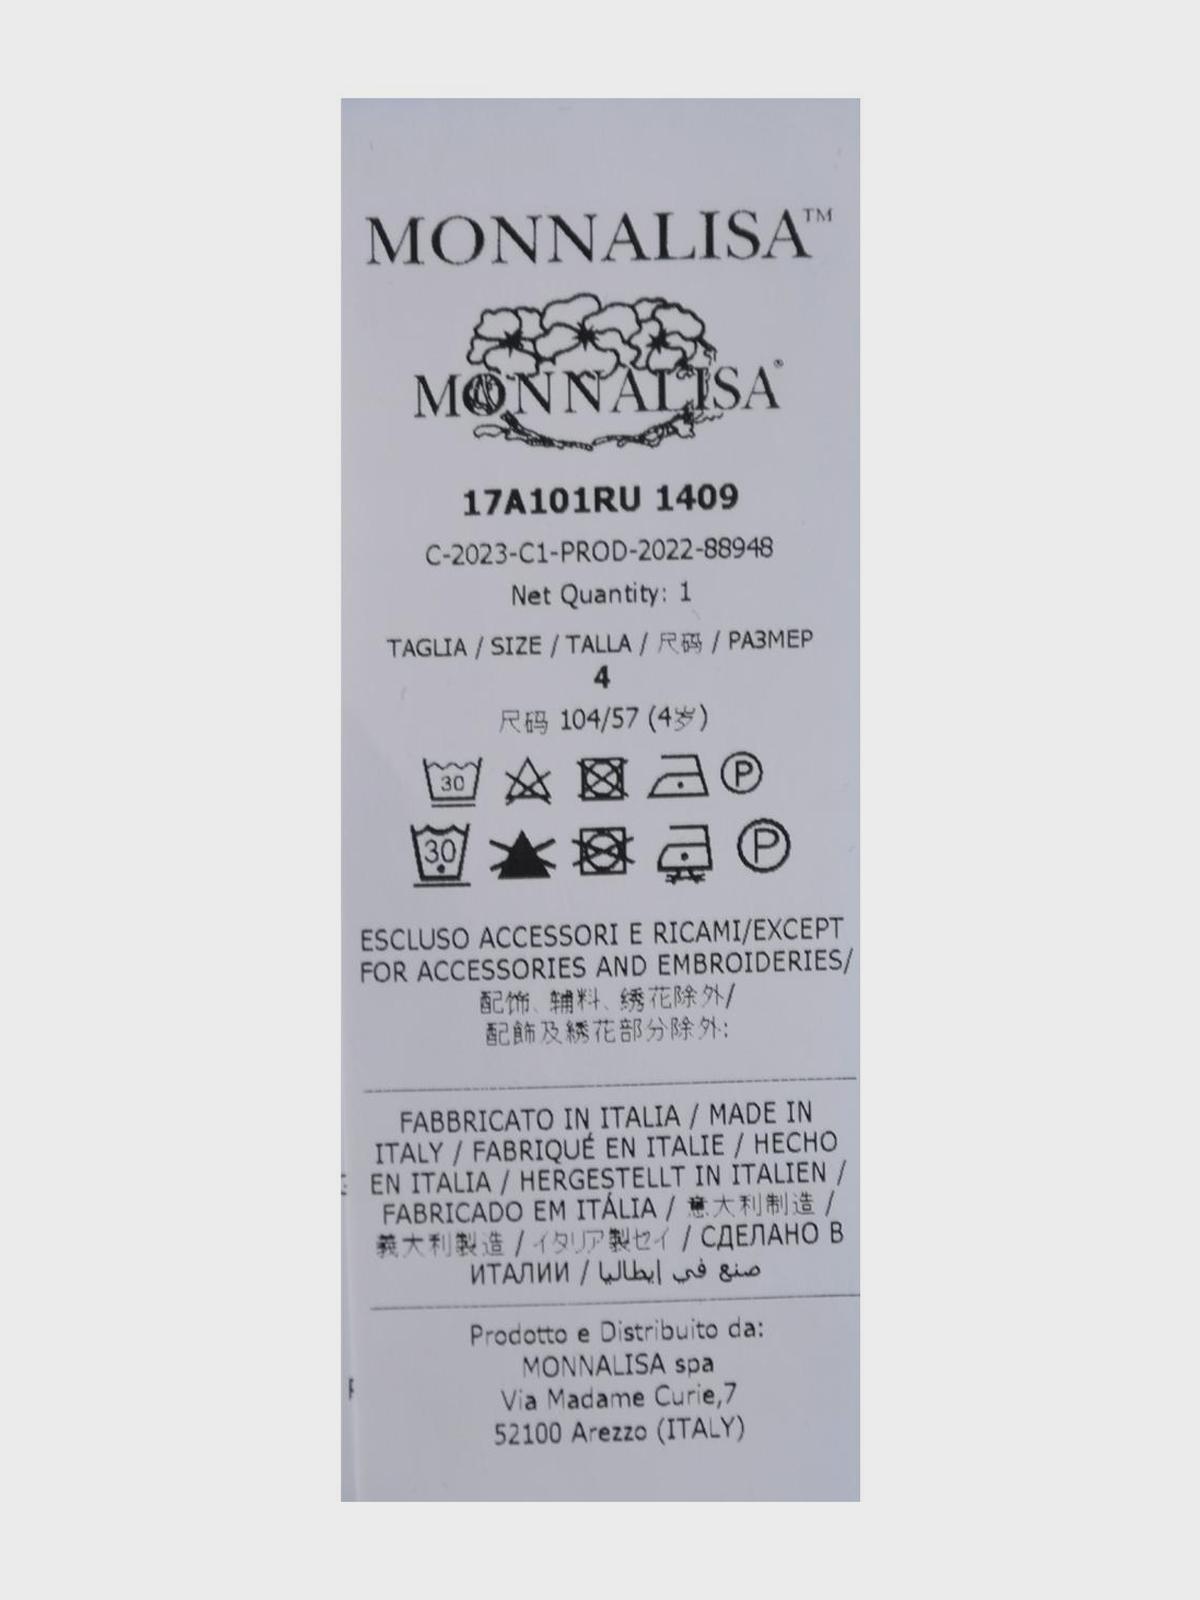 MONNALISA™
MONNALISA®
17A101RU 1409
C-2023-C1-PROD-2022-88948
Net Quantity: 1
TAGLIA / SIZE / TALLA / 尺码 / РАЗМЕР
4
尺码 104/57 (4岁)
30 P
30 P
ESCLUSO ACCESSORI E RICAMI/EXCEPT
FOR ACCESSORIES AND EMBROIDERIES/
配饰、辅料、绣花除外/
配飾及綉花部分除外:
FABBRICATO IN ITALIA / MADE IN
ITALY / FABRIQUÉ EN ITALIE / HECHO
EN ITALIA / HERGESTELLT IN ITALIEN /
FABRICADO EM ITÁLIA / 意大利制造 /
義大利製造 / イタリア製セイ / СДЕЛАНО В
ИТАЛИИ / صنع في إيطاليا
Prodotto e Distribuito da:
MONNALISA spa
Via Madame Curie,7
52100 Arezzo (ITALY)